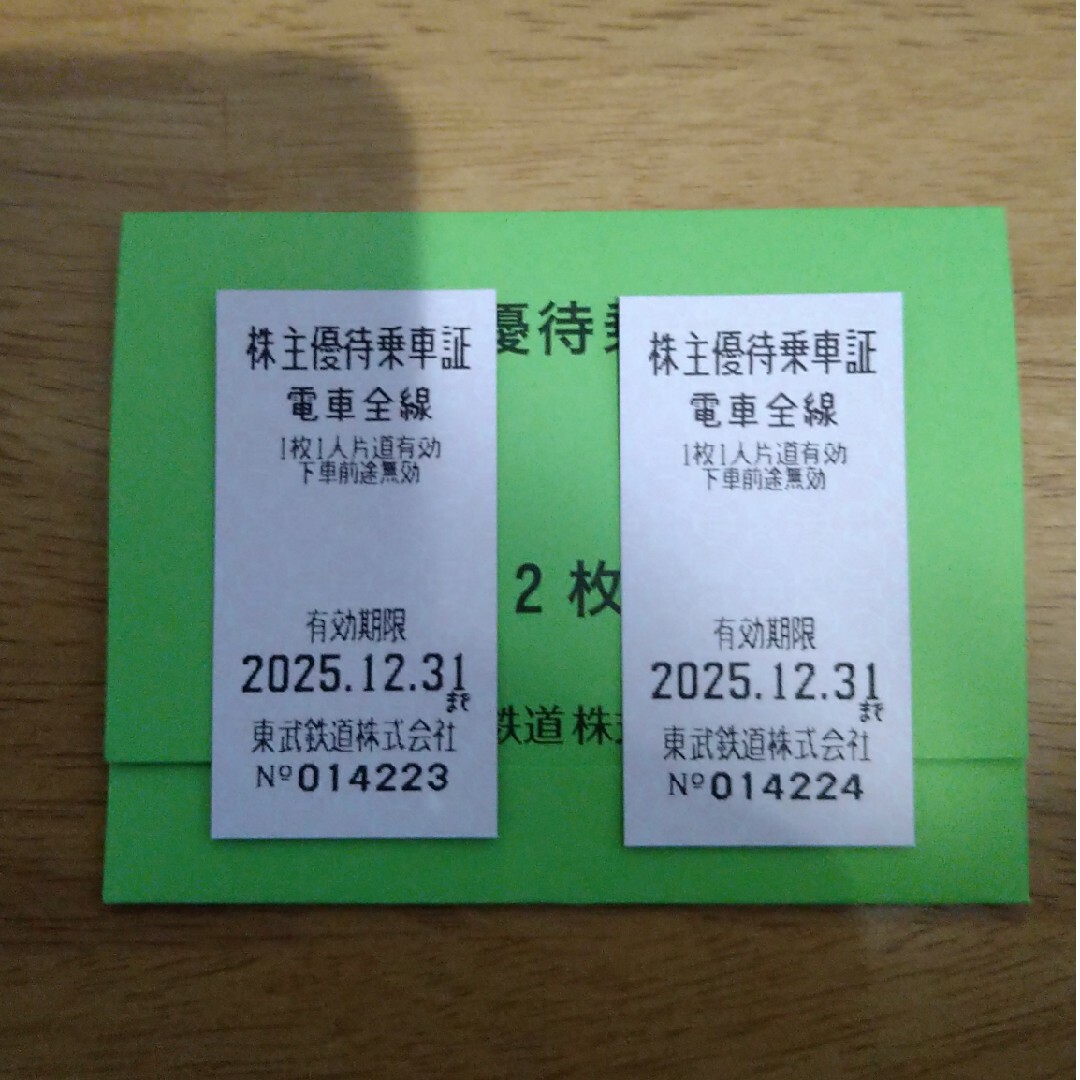 株主優待乗車証
電車全線
1枚1人片道有効
下車前途無効
有効期限
2025.12.31
まで
東武鉄道株式会社
Nº014223
株主優待乗車証
電車全線
1枚1人片道有効
下車前途無効
有効期限
2025.12.31
まで
東武鉄道株式会社
Nº014224
優待乗
2枚
鉄道株式